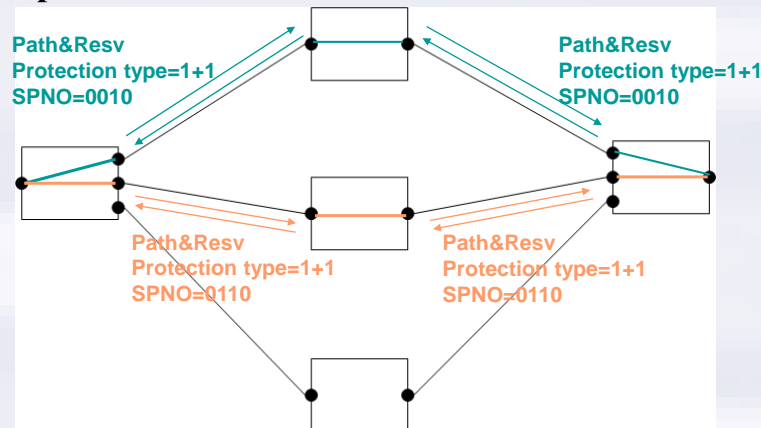 Path&Resv
Protection type=1+1
SPNO=0010
Path&Resv
Protection type=1+1
SPNO=0010
Path&Resv
Protection type=1+1
SPNO=0110
Path&Resv
Protection type=1+1
SPNO=0110